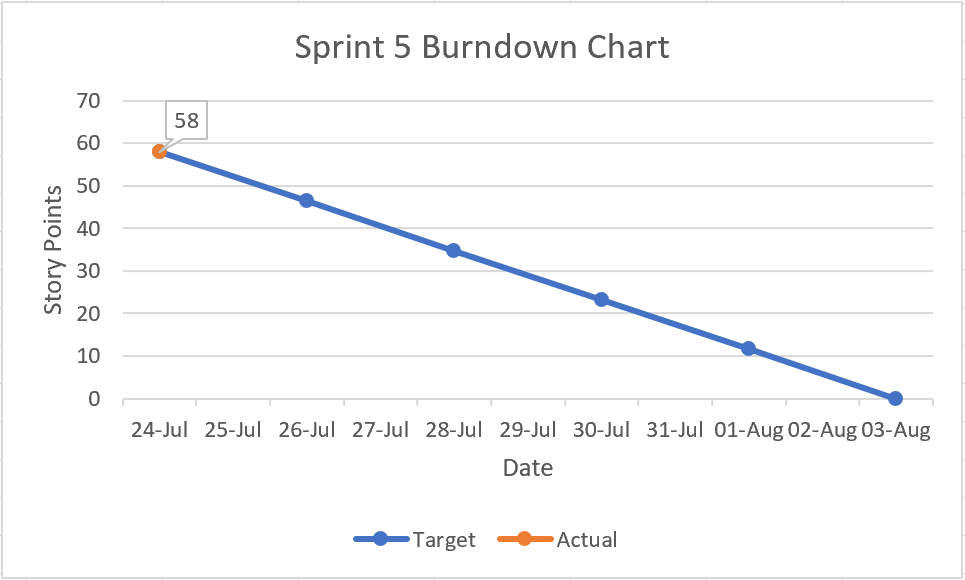 Sprint 5 Burndown Chart
70
58
60
50
40
30
20
10
0
Story Points
24-Jul 25-Jul 26-Jul 27-Jul 28-Jul 29-Jul 30-Jul 31-Jul 01-Aug 02-Aug 03-Aug
Date
Target Actual